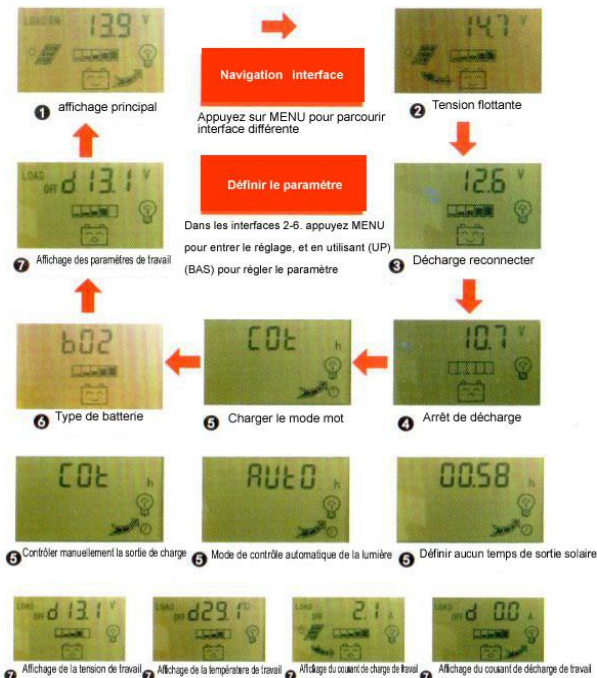 LOAD ON 13.9 V
❶ affichage principal
Navigation interface
Appuyez sur MENU pour parcourir
interface différente
14.7 V
❷ Tension flottante
LOAD OFF d 13.1 V
❼ Affichage des paramètres de travail
Définir le paramètre
Dans les interfaces 2-6. appuyez MENU
pour entrer le réglage, et en utilisant (UP)
(BAS) pour régler le paramètre
12.6 V
❸ Décharge reconnecter
b02
❻ Type de batterie
COt h
❺ Charger le mode mot
10.7 V
❹ Arrêt de décharge
COt h
❺ Contrôler manuellement la sortie de charge
AUtO h
❺ Mode de contrôle automatique de la lumière
00.58 h
❺ Définir aucun temps de sortie solaire
LOAD OFF d 13.1 V
❼ Affichage de la tension de travail
LOAD OFF d29.1 °C
❼ Affichage de la température de travail
LOAD OFF 2.1 A
❼ Affichage du courant de charge de travail
LOAD OFF d 0.0 A
❼ Affichage du cousant de décharge de travail